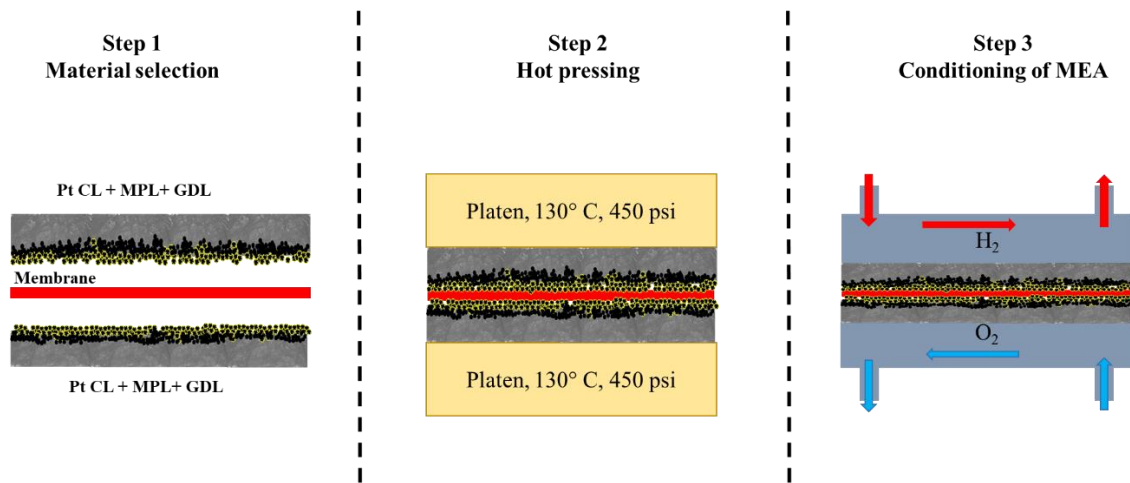 Step 1
Material selection
Pt CL + MPL+ GDL
Membrane
Pt CL + MPL+ GDL
Step 2
Hot pressing
Platen, 130° C, 450 psi
Platen, 130° C, 450 psi
Step 3
Conditioning of MEA
H₂
O₂